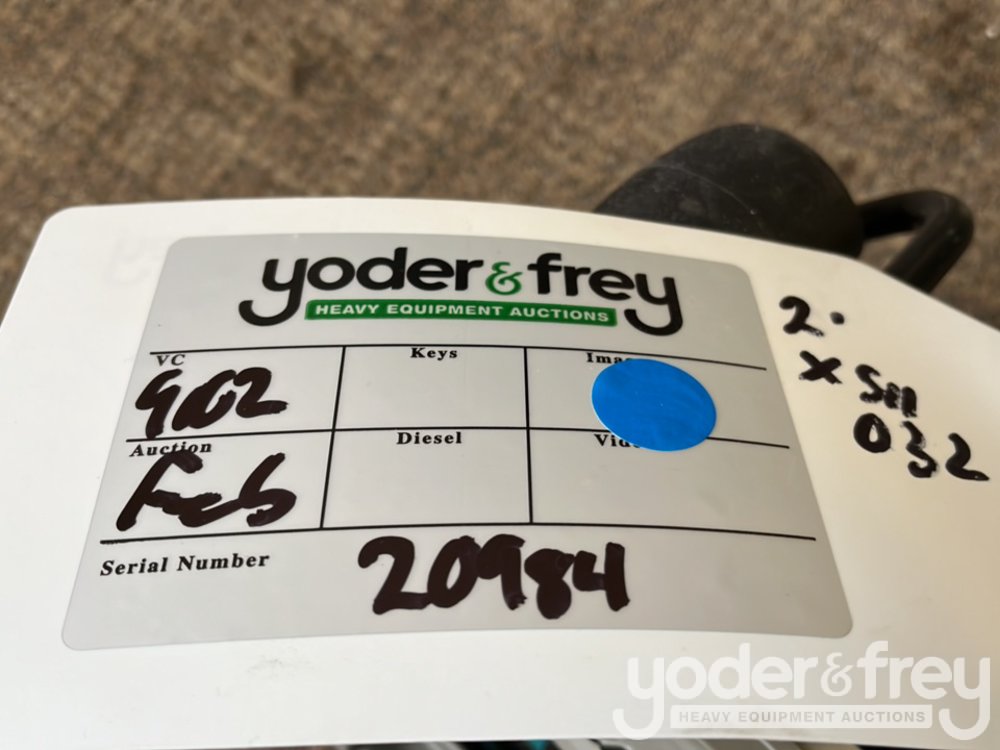 yoder & frey
HEAVY EQUIPMENT AUCTIONS
VC
Keys
9102
Auction
Diesel
Feb
Serial Number
20984
2.
x Ser
032
yoder & frey
HEAVY EQUIPMENT AUCTIONS